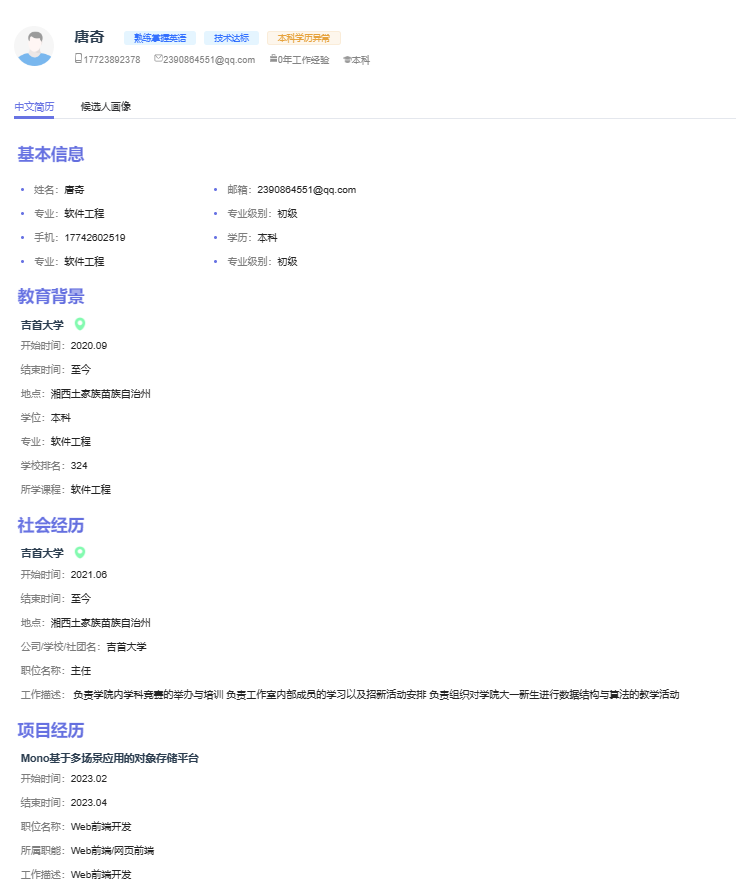 唐奇 熟练掌握英语 技术达标 本科学历异常
17723892378 2390864551@qq.com 0年工作经验 本科
中文简历 候选人画像
基本信息
姓名: 唐奇 邮箱: 2390864551@qq.com
专业: 软件工程 专业级别: 初级
手机: 17742602519 学历: 本科
专业: 软件工程 专业级别: 初级
教育背景
吉首大学
开始时间: 2020.09
结束时间: 至今
地点: 湘西土家族苗族自治州
学位: 本科
专业: 软件工程
学校排名: 324
所学课程: 软件工程
社会经历
吉首大学
开始时间: 2021.06
结束时间: 至今
地点: 湘西土家族苗族自治州
公司/学校/社团名: 吉首大学
职位名称: 主任
工作描述: 负责学院内学科竞赛的举办与培训 负责工作室内部成员的学习以及招新活动安排 负责组织对学院大一新生进行数据结构与算法的教学活动
项目经历
Mono基于多场景应用的对象存储平台
开始时间: 2023.02
结束时间: 2023.04
职位名称: Web前端开发
所属职能: Web前端/网页前端
工作描述: Web前端开发